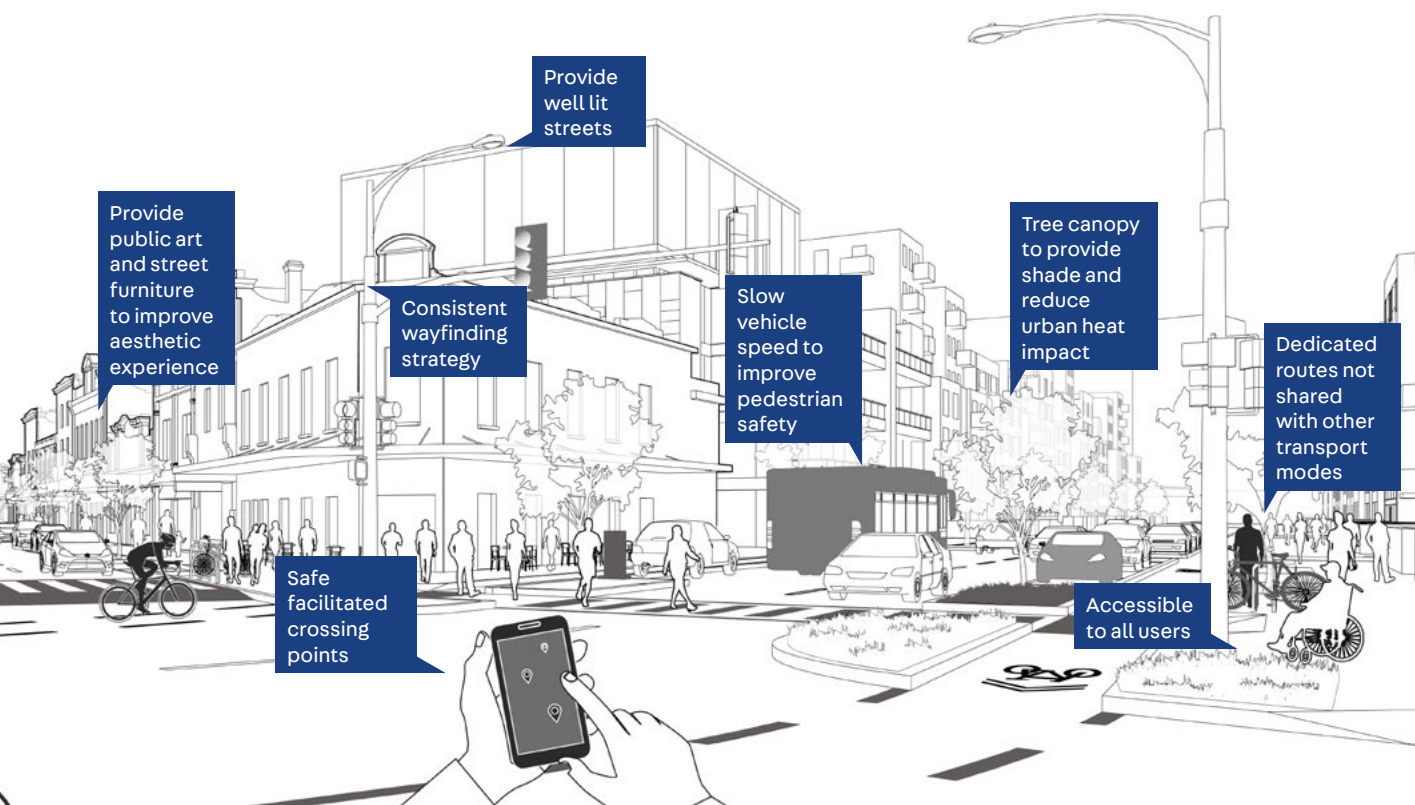 Provide
well lit
streets
Provide
public art
and street
furniture
to improve
aesthetic
experience
Consistent
wayfinding
strategy
Slow
vehicle
speed to
improve
pedestrian
safety
Tree canopy
to provide
shade and
reduce
urban heat
impact
Dedicated
routes not
shared
with other
transport
modes
Safe
facilitated
crossing
points
Accessible
to all users